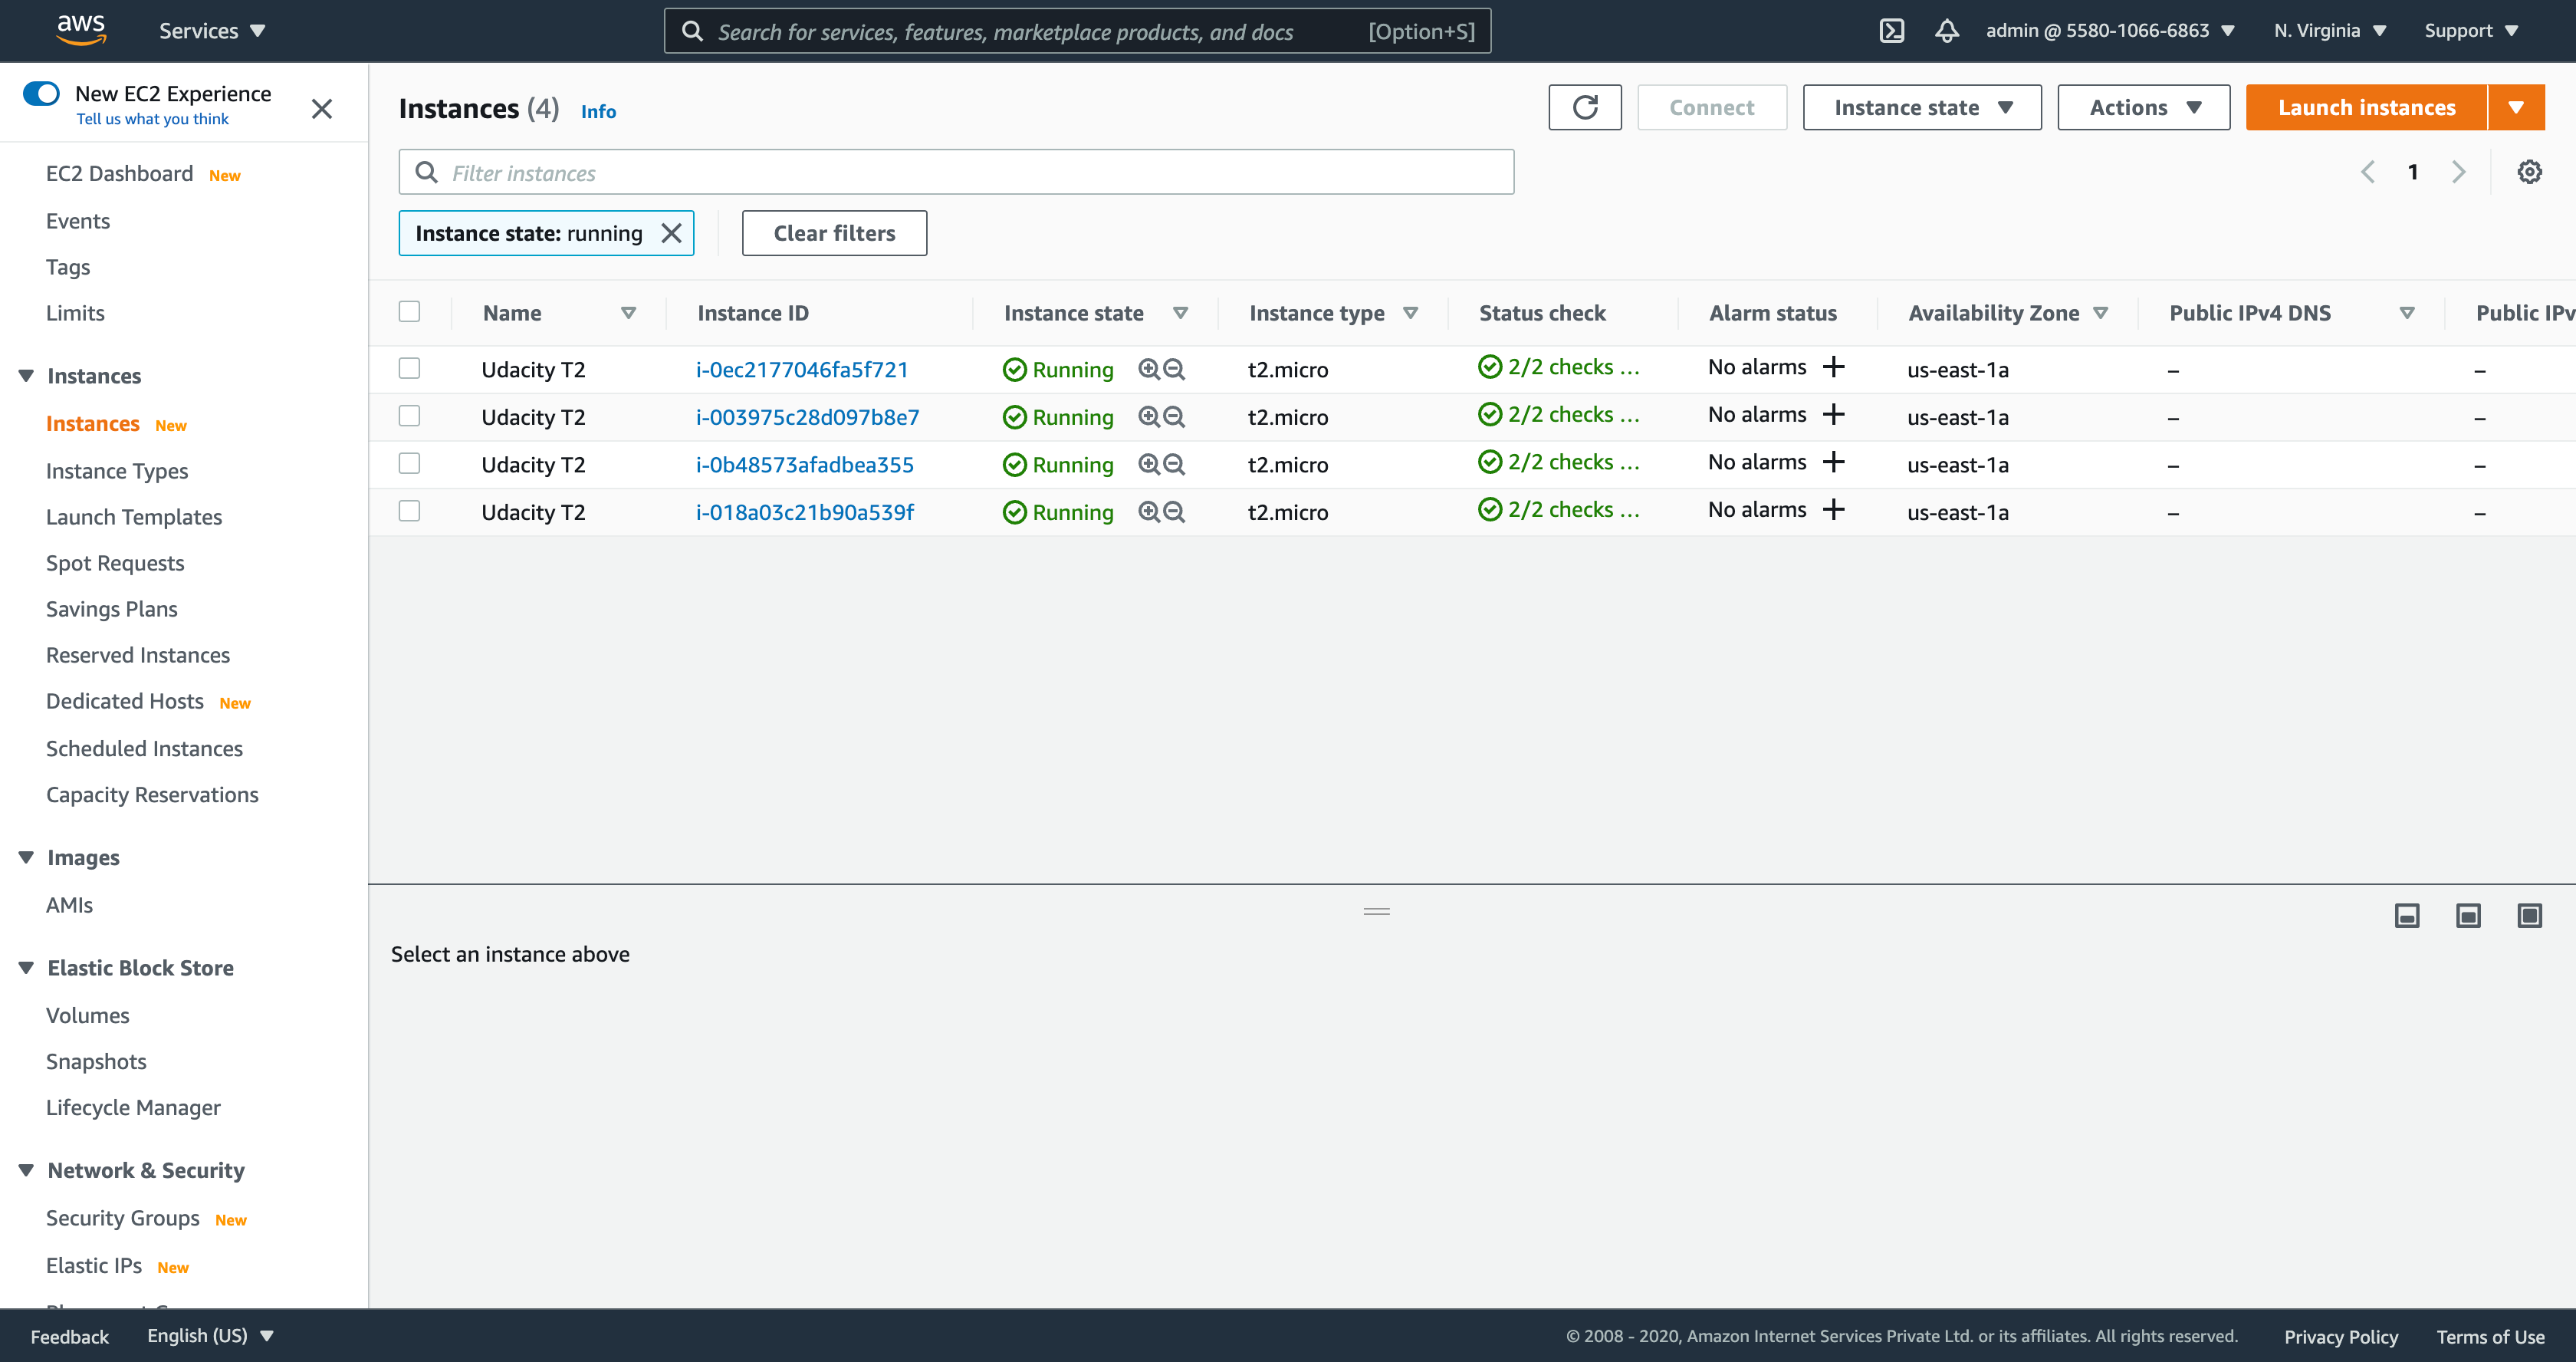 aws
Services
Search for services, features, marketplace products, and docs [Option+S]
admin @ 5580-1066-6863
N. Virginia
Support
New EC2 Experience
Tell us what you think
EC2 Dashboard New
Events
Tags
Limits
Instances
Instances New
Instance Types
Launch Templates
Spot Requests
Savings Plans
Reserved Instances
Dedicated Hosts New
Scheduled Instances
Capacity Reservations
Images
AMIs
Elastic Block Store
Volumes
Snapshots
Lifecycle Manager
Network & Security
Security Groups New
Elastic IPs New
Instances (4) Info
Connect
Instance state
Actions
Launch instances
Filter instances
1
Instance state: running
Clear filters
Name Instance ID Instance state Instance type Status check Alarm status Availability Zone Public IPv4 DNS Public IPv
Udacity T2 i-0ec2177046fa5f721 Running t2.micro 2/2 checks ... No alarms + us-east-1a – –
Udacity T2 i-003975c28d097b8e7 Running t2.micro 2/2 checks ... No alarms + us-east-1a – –
Udacity T2 i-0b48573afadbea355 Running t2.micro 2/2 checks ... No alarms + us-east-1a – –
Udacity T2 i-018a03c21b90a539f Running t2.micro 2/2 checks ... No alarms + us-east-1a – –
Select an instance above
Feedback
English (US)
© 2008 - 2020, Amazon Internet Services Private Ltd. or its affiliates. All rights reserved.
Privacy Policy
Terms of Use